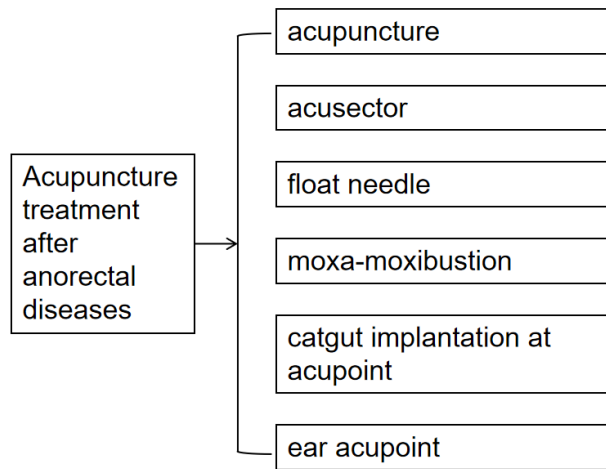 Acupuncture
treatment
after
anorectal
diseases
acupuncture
acusector
float needle
moxa-moxibustion
catgut implantation at
acupoint
ear acupoint